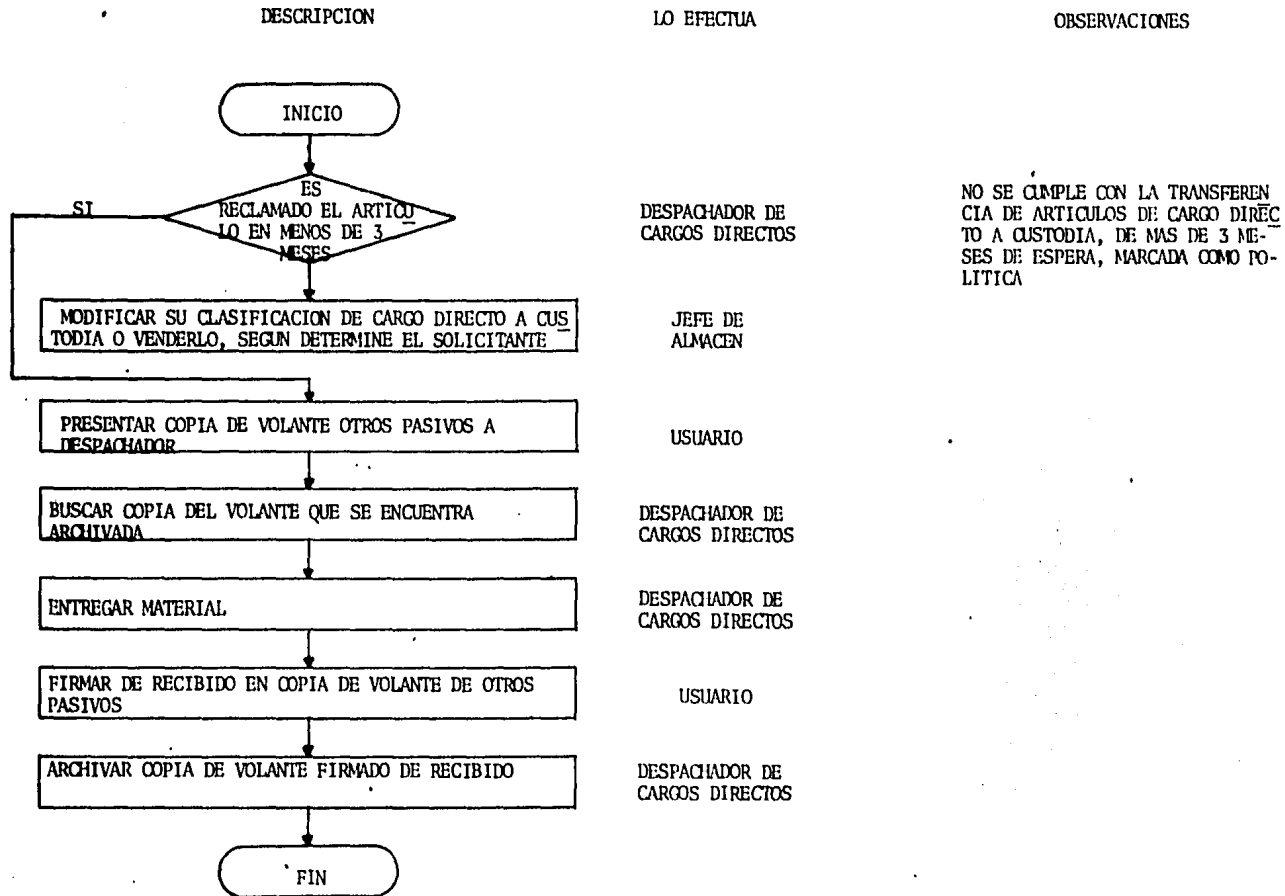 DESCRIPCION
LO EFECTUA
OBSERVACIONES
INICIO
ES
RECLAMADO EL ARTICU
LO EN MENOS DE 3
MESES
SI
DESPACHADOR DE
CARGOS DIRECTOS
NO SE CUMPLE CON LA TRANSFEREN
CIA DE ARTICULOS DE CARGO DIREC
TO A CUSTODIA, DE MAS DE 3 ME-
SES DE ESPERA, MARCADA COMO PO-
LITICA
MODIFICAR SU CLASIFICACION DE CARGO DIRECTO A CUS
TODIA O VENDERLO, SEGUN DETERMINE EL SOLICITANTE
JEFE DE
ALMACEN
PRESENTAR COPIA DE VOLANTE OTROS PASIVOS A
DESPACHADOR
USUARIO
BUSCAR COPIA DEL VOLANTE QUE SE ENCUENTRA
ARCHIVADA
DESPACHADOR DE
CARGOS DIRECTOS
ENTREGAR MATERIAL
DESPACHADOR DE
CARGOS DIRECTOS
FIRMAR DE RECIBIDO EN COPIA DE VOLANTE DE OTROS
PASIVOS
USUARIO
ARCHIVAR COPIA DE VOLANTE FIRMADO DE RECIBIDO
DESPACHADOR DE
CARGOS DIRECTOS
FIN